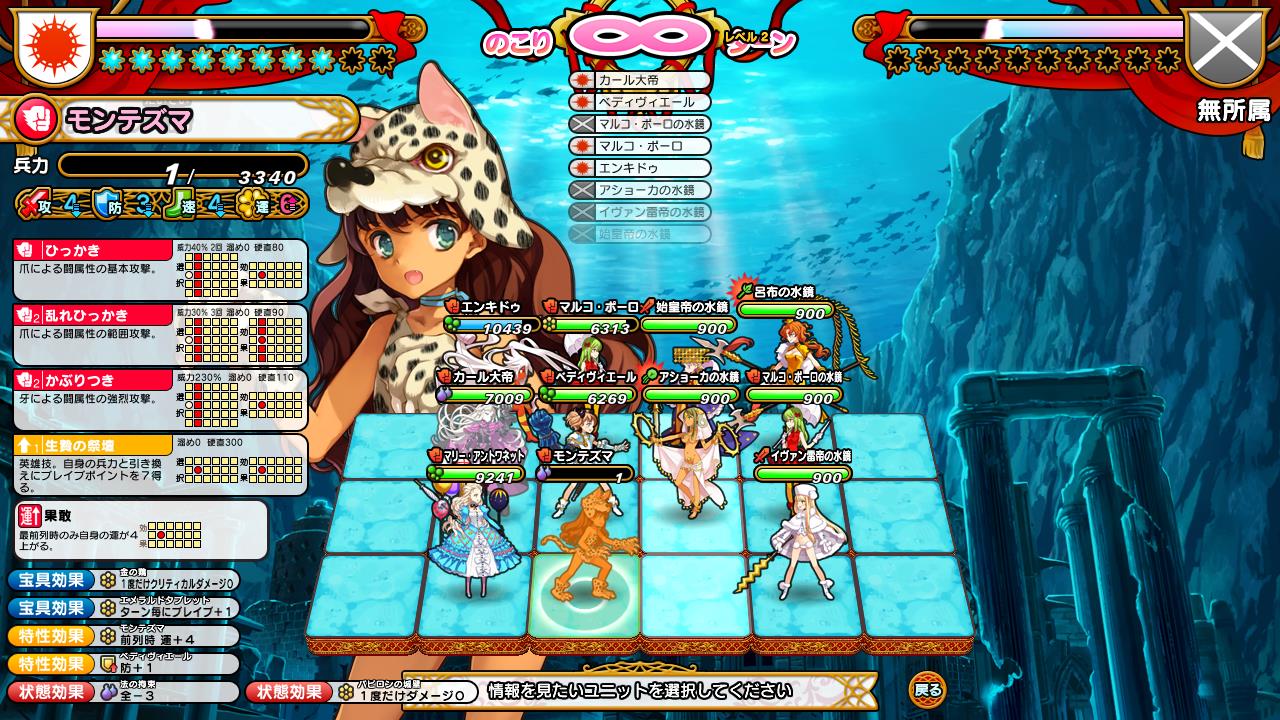 のこり
∞
レベル2
ターン
無所属
カール大帝
ベディヴィエール
マルコ・ポーロの水鏡
マルコ・ポーロ
エンキドゥ
アショーカの水鏡
イヴァン雷帝の水鏡
始皇帝の水鏡
モンテズマ
兵力 1/ 3340
攻 4 防 3 速 4 運 6
ひっかき 威力40% 2回 溜め0 硬直80
爪による闘属性の基本攻撃。
選択 効果
2 乱れひっかき 威力30% 3回 溜め0 硬直90
爪による闘属性の範囲攻撃。
選択 効果
2 かぶりつき 威力230% 溜め0 硬直110
牙による闘属性の強烈攻撃。
選択 効果
1 生贄の祭壇 溜め0 硬直300
英雄技。自身の兵力と引き換
えにブレイブポイントを7得
る。
選択 効果
運 果敢
最前列時のみ自身の運が4
上がる。
効果
宝具効果 金の鶏
1度だけクリティカルダメージ0
宝具効果 エメラルドタブレット
ターン毎にブレイブ+1
特性効果 モンテズマ
前列時 運+4
特性効果 ベディヴィエール
防+1
状態効果
全-3
状態効果 バビロンの城壁
1度だけダメージ0
エンキドゥ
10439
マルコ・ポーロ
6313
始皇帝の水鏡
900
呂布の水鏡
900
カール大帝
7009
ベディヴィエール
6269
アショーカの水鏡
900
マルコ・ポーロの水鏡
900
マリー・アントワネット
9241
モンテズマ
1
イヴァン雷帝の水鏡
900
情報を見たいユニットを選択してください
戻る